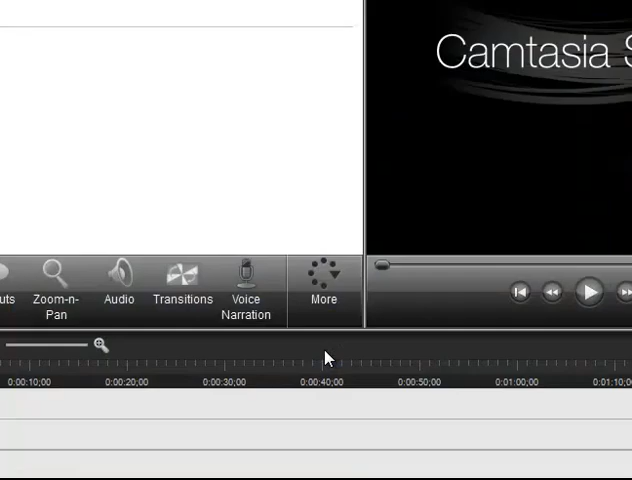 Camtasia S
uts
Zoom-n-
Pan
Audio
Transitions
Voice
Narration
More
0:00:10;00
0:00:20;00
0:00:30;00
0:00:40;00
0:00:50;00
0:01:00;00
0:01:10;0